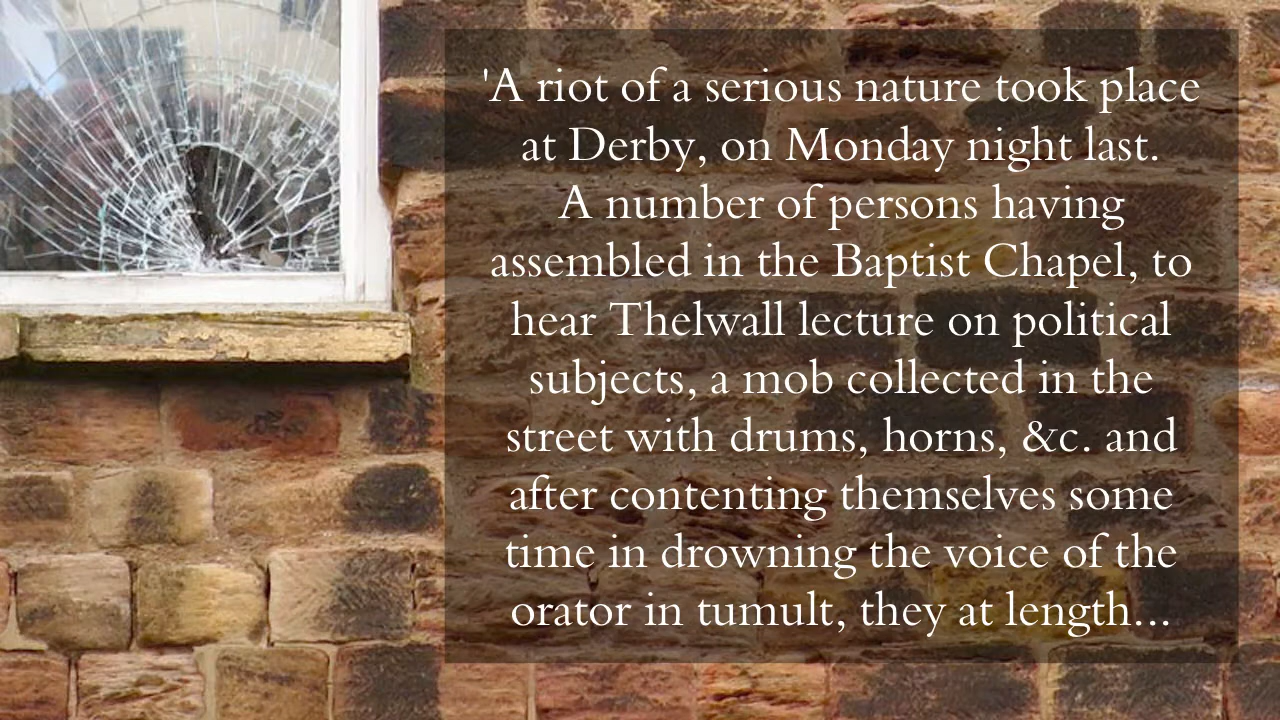 'A riot of a serious nature took place
at Derby, on Monday night last.
A number of persons having
assembled in the Baptist Chapel, to
hear Thelwall lecture on political
subjects, a mob collected in the
street with drums, horns, &c. and
after contenting themselves some
time in drowning the voice of the
orator in tumult, they at length...